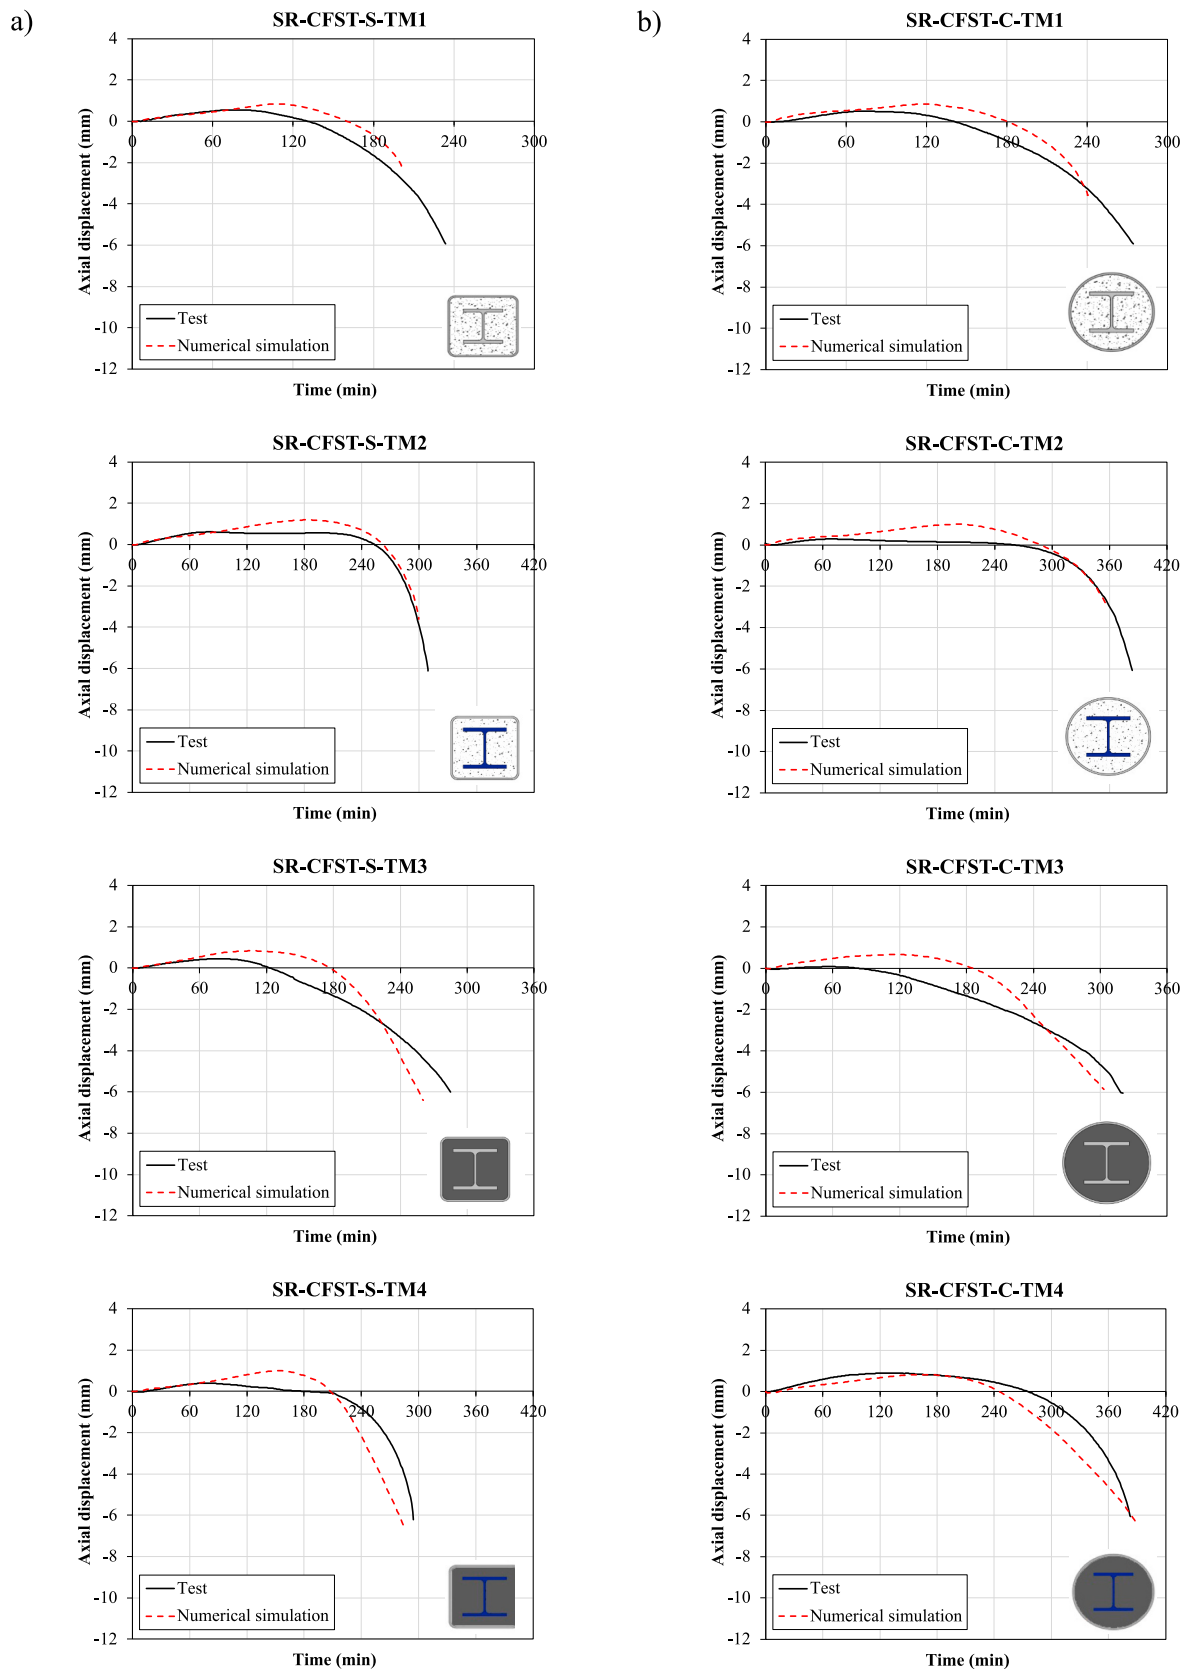 a)
SR-CFST-S-TM1
4
2
0
-2
-4
-6
-8
-10
-12
0 60 120 180 240 300
Axial displacement (mm)
Test
Numerical simulation
Time (min)
b)
SR-CFST-C-TM1
4
2
0
-2
-4
-6
-8
-10
-12
0 60 120 180 240 300
Axial displacement (mm)
Test
Numerical simulation
Time (min)
SR-CFST-S-TM2
4
2
0
-2
-4
-6
-8
-10
-12
0 60 120 180 240 300 360 420
Axial displacement (mm)
Test
Numerical simulation
Time (min)
SR-CFST-C-TM2
4
2
0
-2
-4
-6
-8
-10
-12
0 60 120 180 240 300 360 420
Axial displacement (mm)
Test
Numerical simulation
Time (min)
SR-CFST-S-TM3
4
2
0
-2
-4
-6
-8
-10
-12
0 60 120 180 240 300 360
Axial displacement (mm)
Test
Numerical simulation
Time (min)
SR-CFST-C-TM3
4
2
0
-2
-4
-6
-8
-10
-12
0 60 120 180 240 300 360
Axial displacement (mm)
Test
Numerical simulation
Time (min)
SR-CFST-S-TM4
4
2
0
-2
-4
-6
-8
-10
-12
0 60 120 180 240 300 360 420
Axial displacement (mm)
Test
Numerical simulation
Time (min)
SR-CFST-C-TM4
4
2
0
-2
-4
-6
-8
-10
-12
0 60 120 180 240 300 360 420
Axial displacement (mm)
Test
Numerical simulation
Time (min)